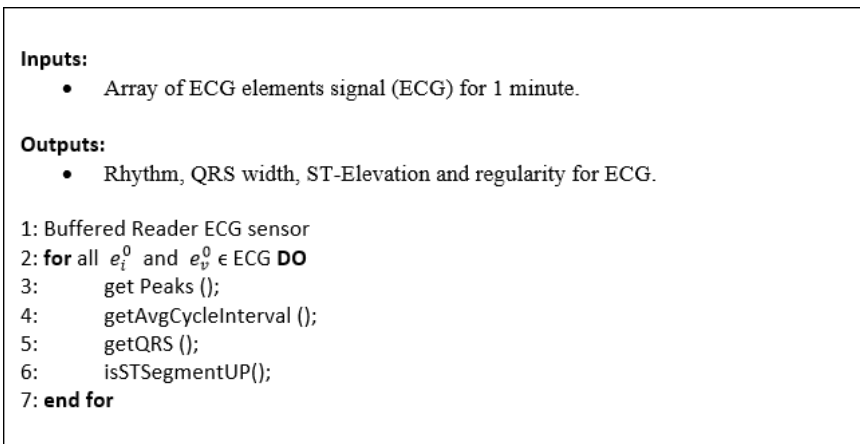 Inputs:
• Array of ECG elements signal (ECG) for 1 minute.
Outputs:
• Rhythm, QRS width, ST-Elevation and regularity for ECG.
1: Buffered Reader ECG sensor
2: for all e_i^0 and e_v^0 ϵ ECG DO
3: get Peaks ();
4: getAvgCycleInterval ();
5: getQRS ();
6: isSTSegmentUP();
7: end for